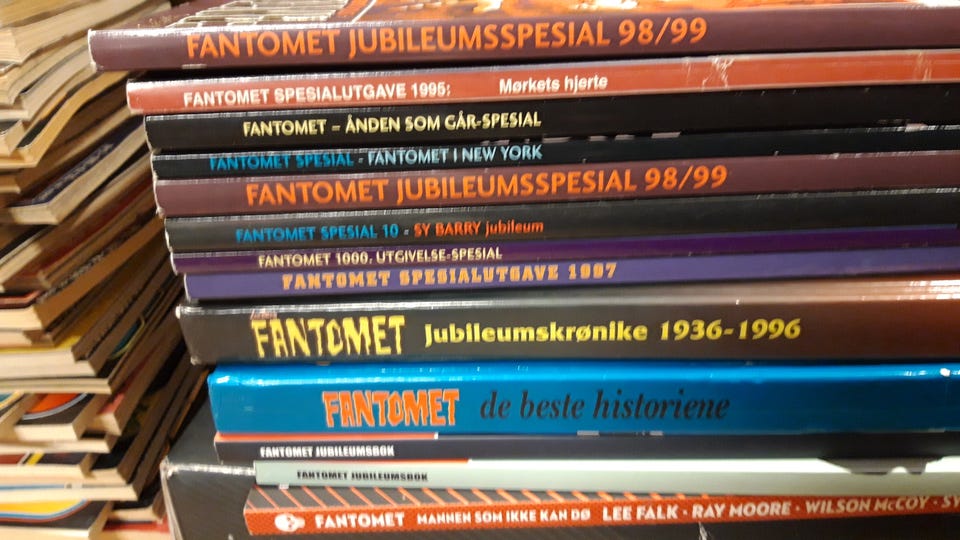 FANTOMET JUBILEUMSSPESIAL 98/99
FANTOMET SPESIALUTGAVE 1995: Mørkets hjerte
FANTOMET – ÅNDEN SOM GÅR-SPESIAL
FANTOMET SPESIAL - FANTOMET I NEW YORK
FANTOMET JUBILEUMSSPESIAL 98/99
FANTOMET SPESIAL 10 - SY BARRY jubileum
FANTOMET 1000. UTGIVELSE-SPESIAL
FANTOMET SPESIALUTGAVE 1997
FANTOMET Jubileumskrønike 1936-1996
FANTOMET de beste historiene
FANTOMET JUBILEUMSBOK
FANTOMET JUBILEUMSBOK
FANTOMET MANNEN SOM IKKE KAN DØ LEE FALK · RAY MOORE · WILSON McCOY · SY